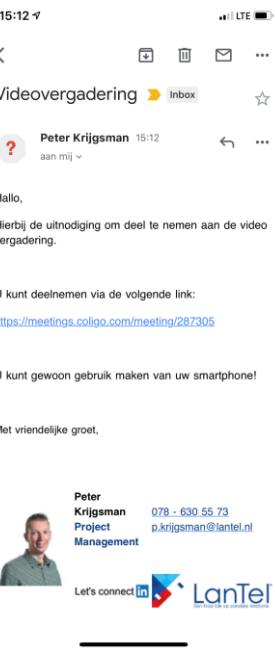 15:12
LTE
Videovergadering
Inbox
?
Peter Krijgsman 15:12
aan mij
Hallo,
Hierbij de uitnodiging om deel te nemen aan de video
vergadering.
U kunt deelnemen via de volgende link:
https://meetings.coligo.com/meeting/287305
U kunt gewoon gebruik maken van uw smartphone!
Met vriendelijke groet,
Peter
Krijgsman 078 - 630 55 73
Project p.krijgsman@lantel.nl
Management
Let's connect in
LanTel